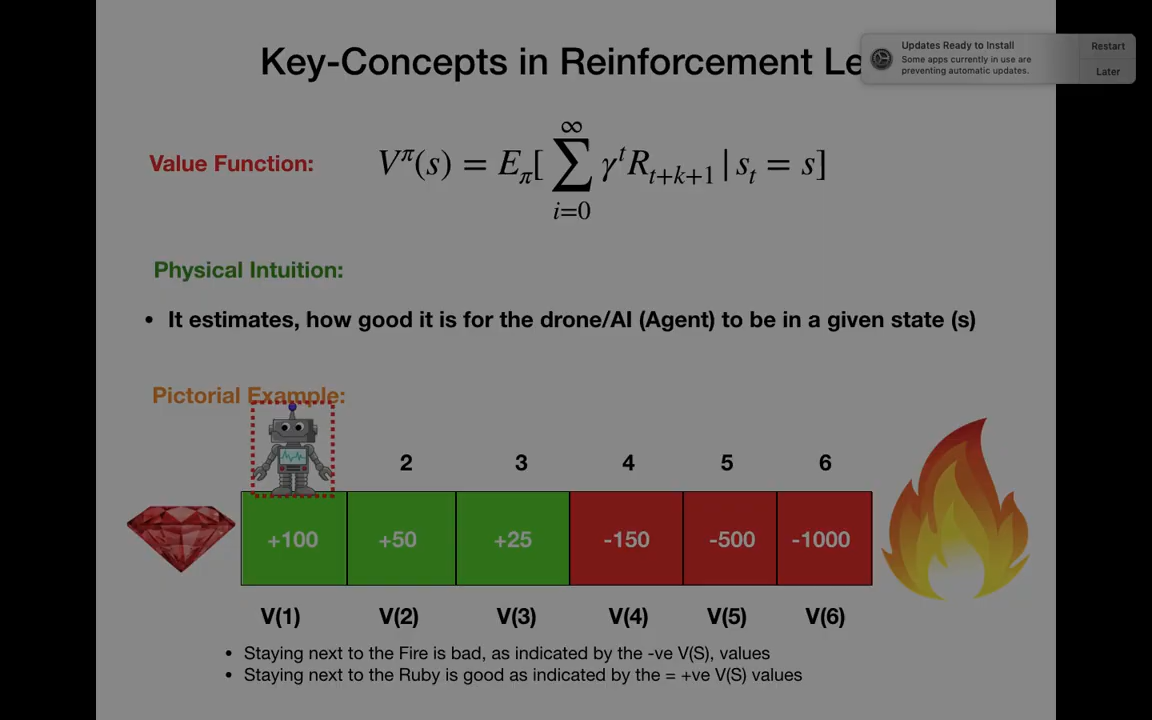 Key-Concepts in Reinforcement Le
Updates Ready to Install
Some apps currently in use are
preventing automatic updates.
Restart
Later
Value Function: V^π(s) = E_π[ ∑_{i=0}^{∞} γ^t R_{t+k+1} | s_t = s]
Physical Intuition:
• It estimates, how good it is for the drone/AI (Agent) to be in a given state (s)
Pictorial Example:
2 3 4 5 6
+100 +50 +25 -150 -500 -1000
V(1) V(2) V(3) V(4) V(5) V(6)
• Staying next to the Fire is bad, as indicated by the -ve V(S), values
• Staying next to the Ruby is good as indicated by the = +ve V(S) values